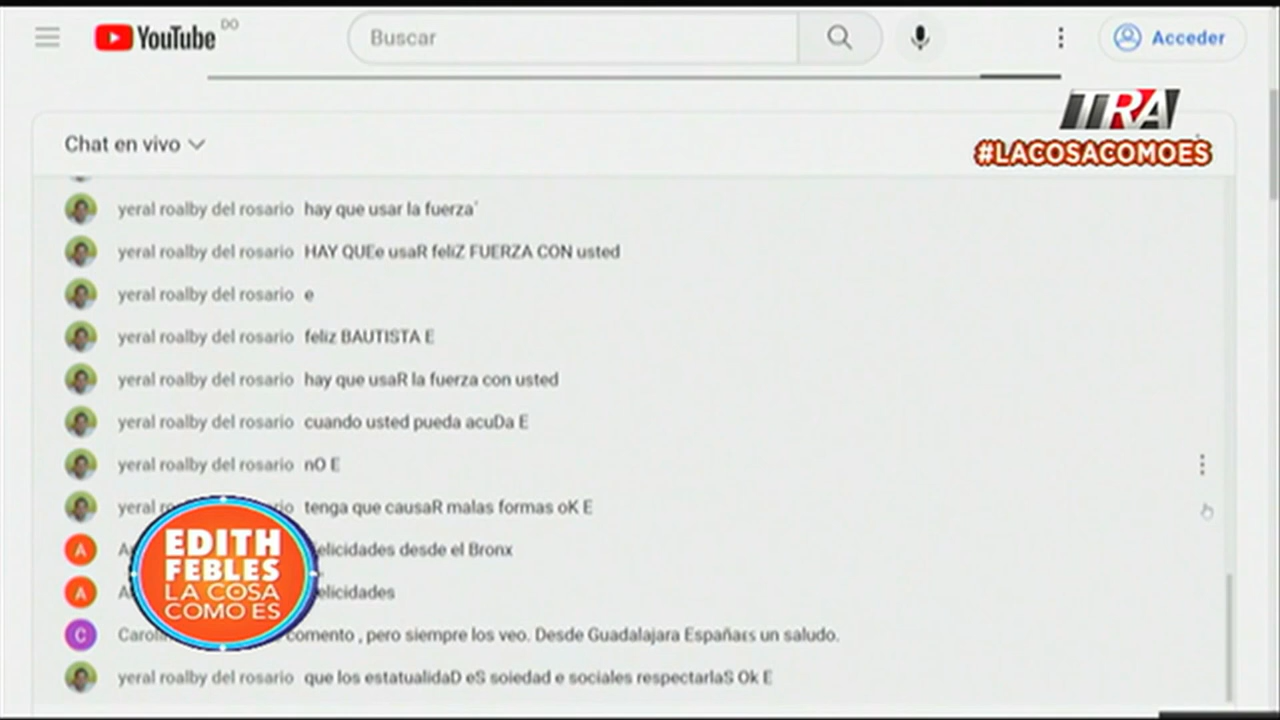 YouTube DO
Buscar
Acceder
TRA
#LACOSACOMOES
Chat en vivo
yeral roalby del rosario hay que usar la fuerza´
yeral roalby del rosario HAY QUEe usaR feliZ FUERZA CON usted
yeral roalby del rosario e
yeral roalby del rosario feliz BAUTISTA E
yeral roalby del rosario hay que usaR la fuerza con usted
yeral roalby del rosario cuando usted pueda acuDa E
yeral roalby del rosario nO E
yeral tenga que causaR malas formas oK E
A elicidades desde el Bronx
A elicidades
C comento , pero siempre los veo. Desde Guadalajara Españaεs un saludo.
yeral roalby del rosario que los estatualidaD eS soiedad e sociales respectarlaS Ok E
EDITH
FEBLES
LA COSA
COMO ES